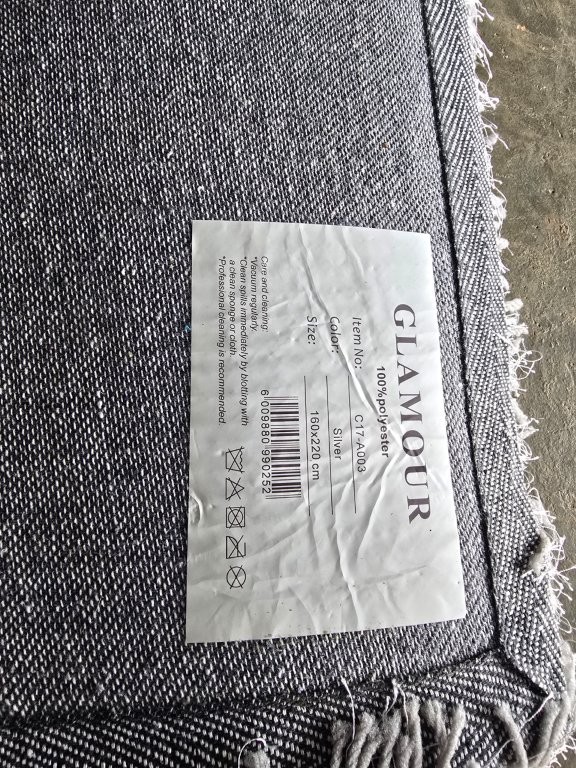 GLAMOUR
100%polyester
Item No: C17-A003
Color: Silver
Size: 160x220 cm
6 009880 990252
Care and cleaning:
*Vacuum regularly.
*Clean spills immediately by blotting with
a clean sponge or cloth.
*Professional cleaning is recommended.